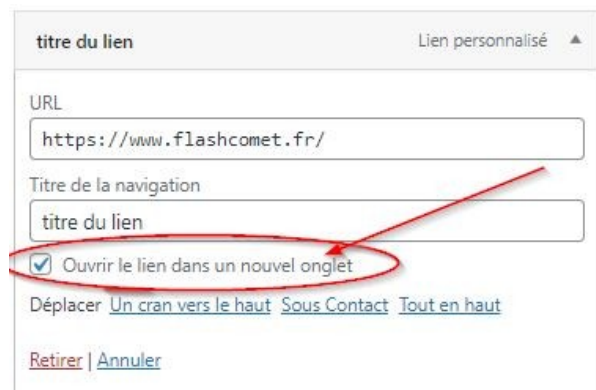 titre du lien Lien personnalisé ▲
URL
https://www.flashcomet.fr/
Titre de la navigation
titre du lien
Ouvrir le lien dans un nouvel onglet
Déplacer Un cran vers le haut Sous Contact Tout en haut
Retirer | Annuler